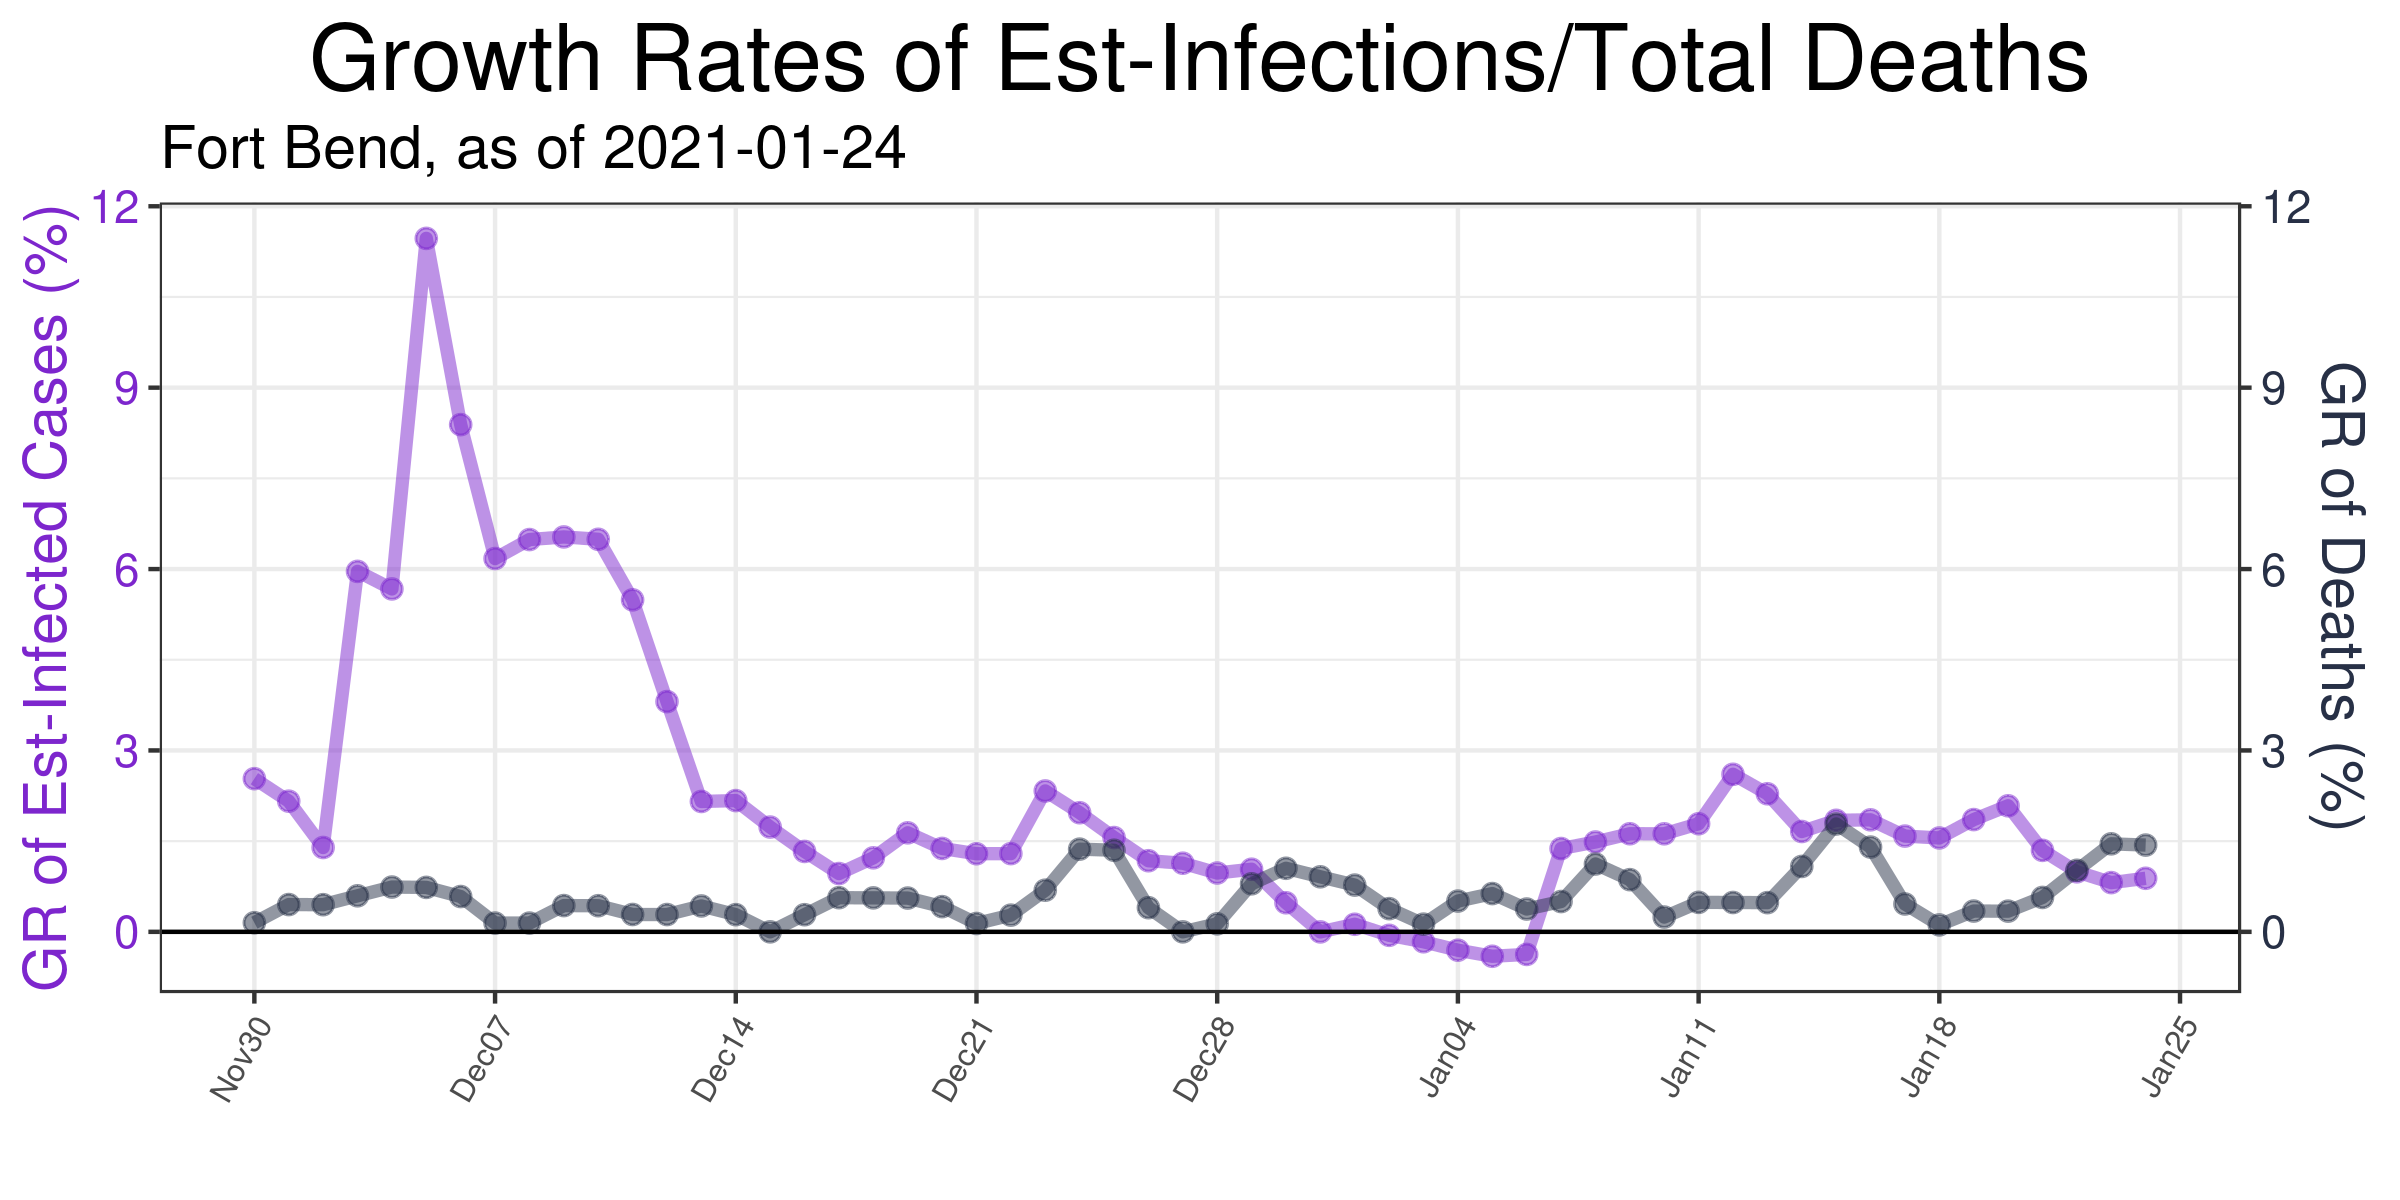 Growth Rates of Est-Infections/Total Deaths
Fort Bend, as of 2021-01-24
GR of Est-Infected Cases (%)
12
9
6
3
0
12
9
6
3
0
GR of Deaths (%)
Nov30
Dec07
Dec14
Dec21
Dec28
Jan04
Jan11
Jan18
Jan25